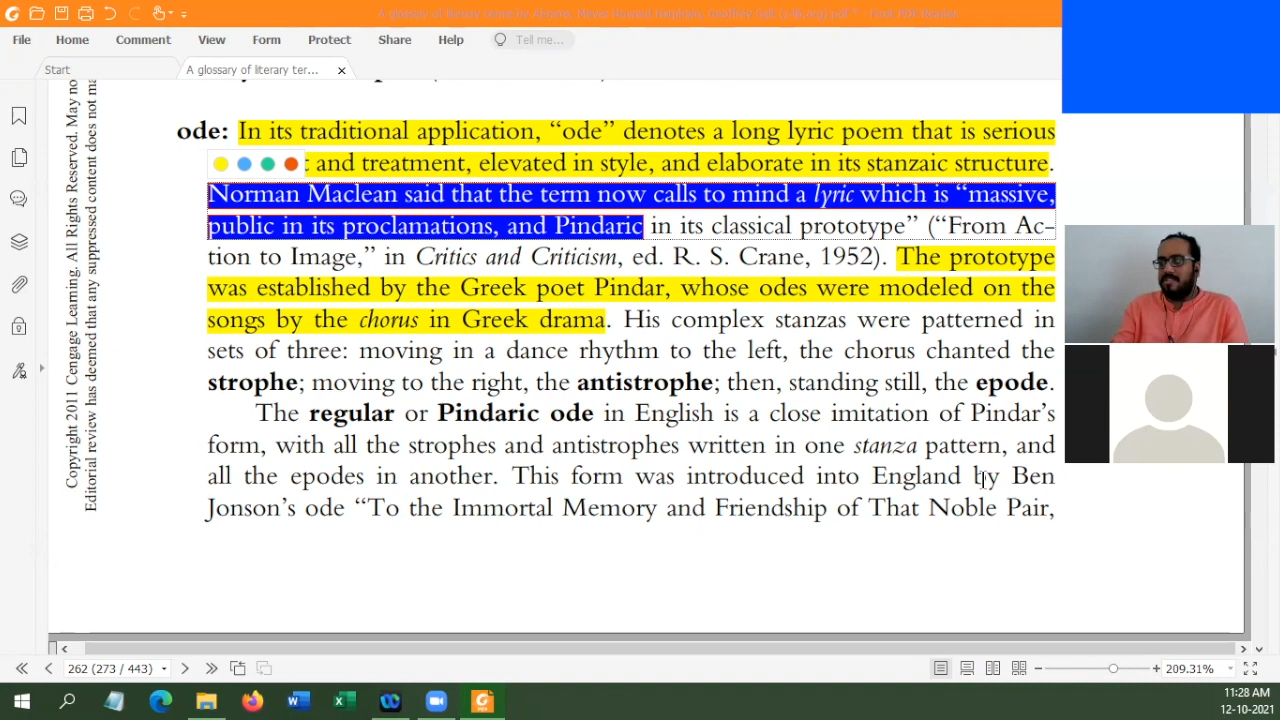 File Home Comment View Form Protect Share Help Tell me...
Start A glossary of literary ter...
ode: In its traditional application, “ode” denotes a long lyric poem that is serious
t and treatment, elevated in style, and elaborate in its stanzaic structure.
Norman Maclean said that the term now calls to mind a lyric which is “massive,
public in its proclamations, and Pindaric in its classical prototype” (“From Ac-
tion to Image,” in Critics and Criticism, ed. R. S. Crane, 1952). The prototype
was established by the Greek poet Pindar, whose odes were modeled on the
songs by the chorus in Greek drama. His complex stanzas were patterned in
sets of three: moving in a dance rhythm to the left, the chorus chanted the
strophe; moving to the right, the antistrophe; then, standing still, the epode.
The regular or Pindaric ode in English is a close imitation of Pindar’s
form, with all the strophes and antistrophes written in one stanza pattern, and
all the epodes in another. This form was introduced into England by Ben
Jonson’s ode “To the Immortal Memory and Friendship of That Noble Pair,
Copyright 2011 Cengage Learning. All Rights Reserved. May no
Editorial review has deemed that any suppressed content does not ma
262 (273 / 443)
209.31%
11:28 AM
12-10-2021